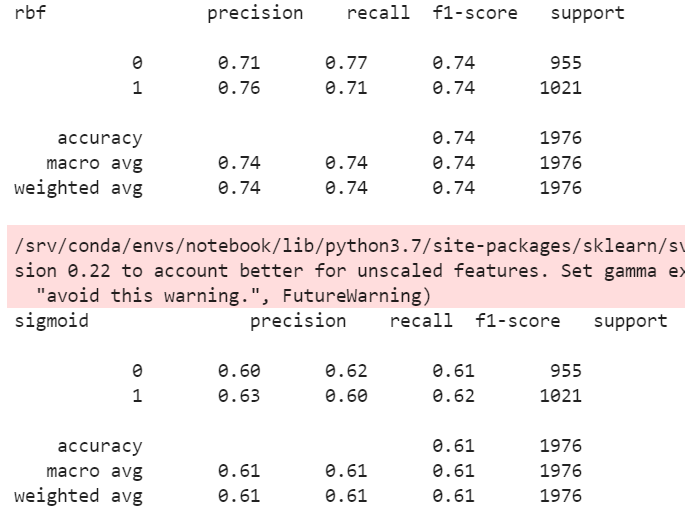 rbf precision recall f1-score support
0 0.71 0.77 0.74 955
1 0.76 0.71 0.74 1021
accuracy 0.74 1976
macro avg 0.74 0.74 0.74 1976
weighted avg 0.74 0.74 0.74 1976
/srv/conda/envs/notebook/lib/python3.7/site-packages/sklearn/sv
sion 0.22 to account better for unscaled features. Set gamma ex
"avoid this warning.", FutureWarning)
sigmoid precision recall f1-score support
0 0.60 0.62 0.61 955
1 0.63 0.60 0.62 1021
accuracy 0.61 1976
macro avg 0.61 0.61 0.61 1976
weighted avg 0.61 0.61 0.61 1976